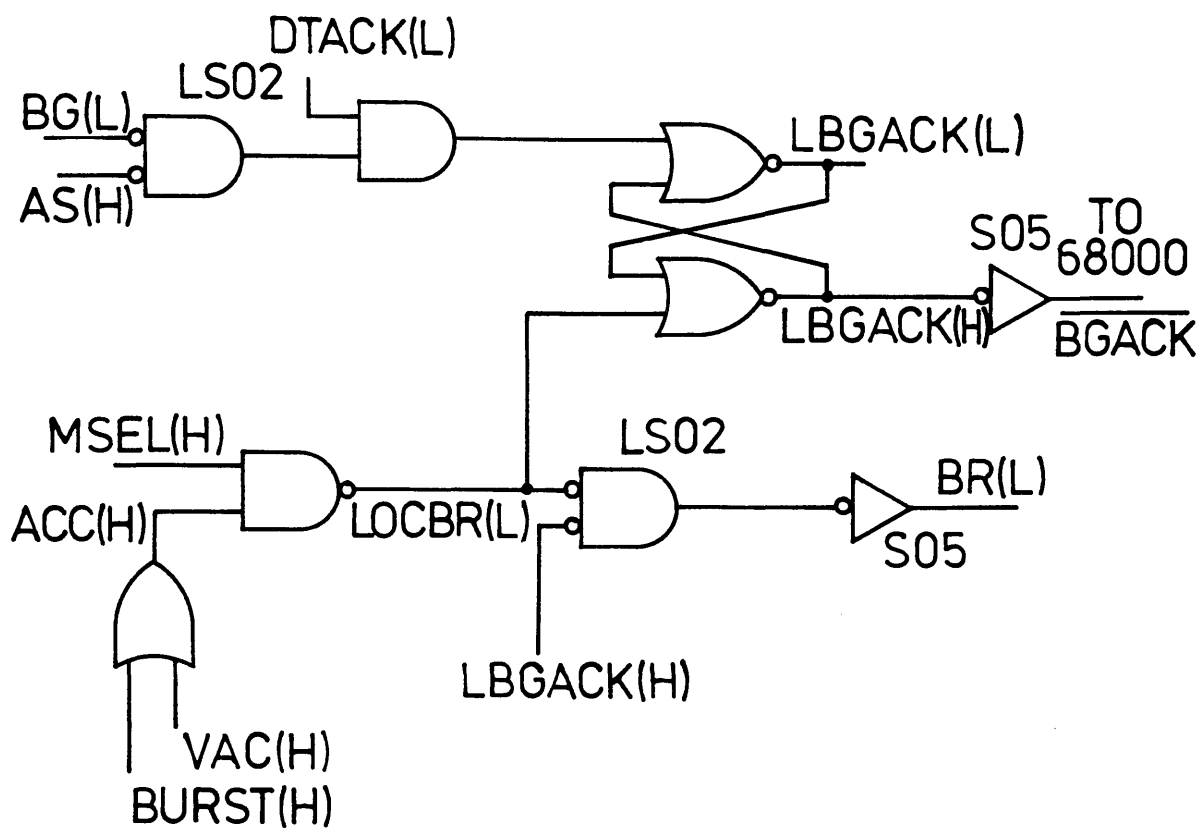 DTACK(L)
LS02
BG(L)
AS(H)
LBGACK(L)
S05
TO
68000
LBGACK(H)
BGACK
MSEL(H)
LS02
ACC(H)
LOCBR(L)
BR(L)
S05
LBGACK(H)
VAC(H)
BURST(H)